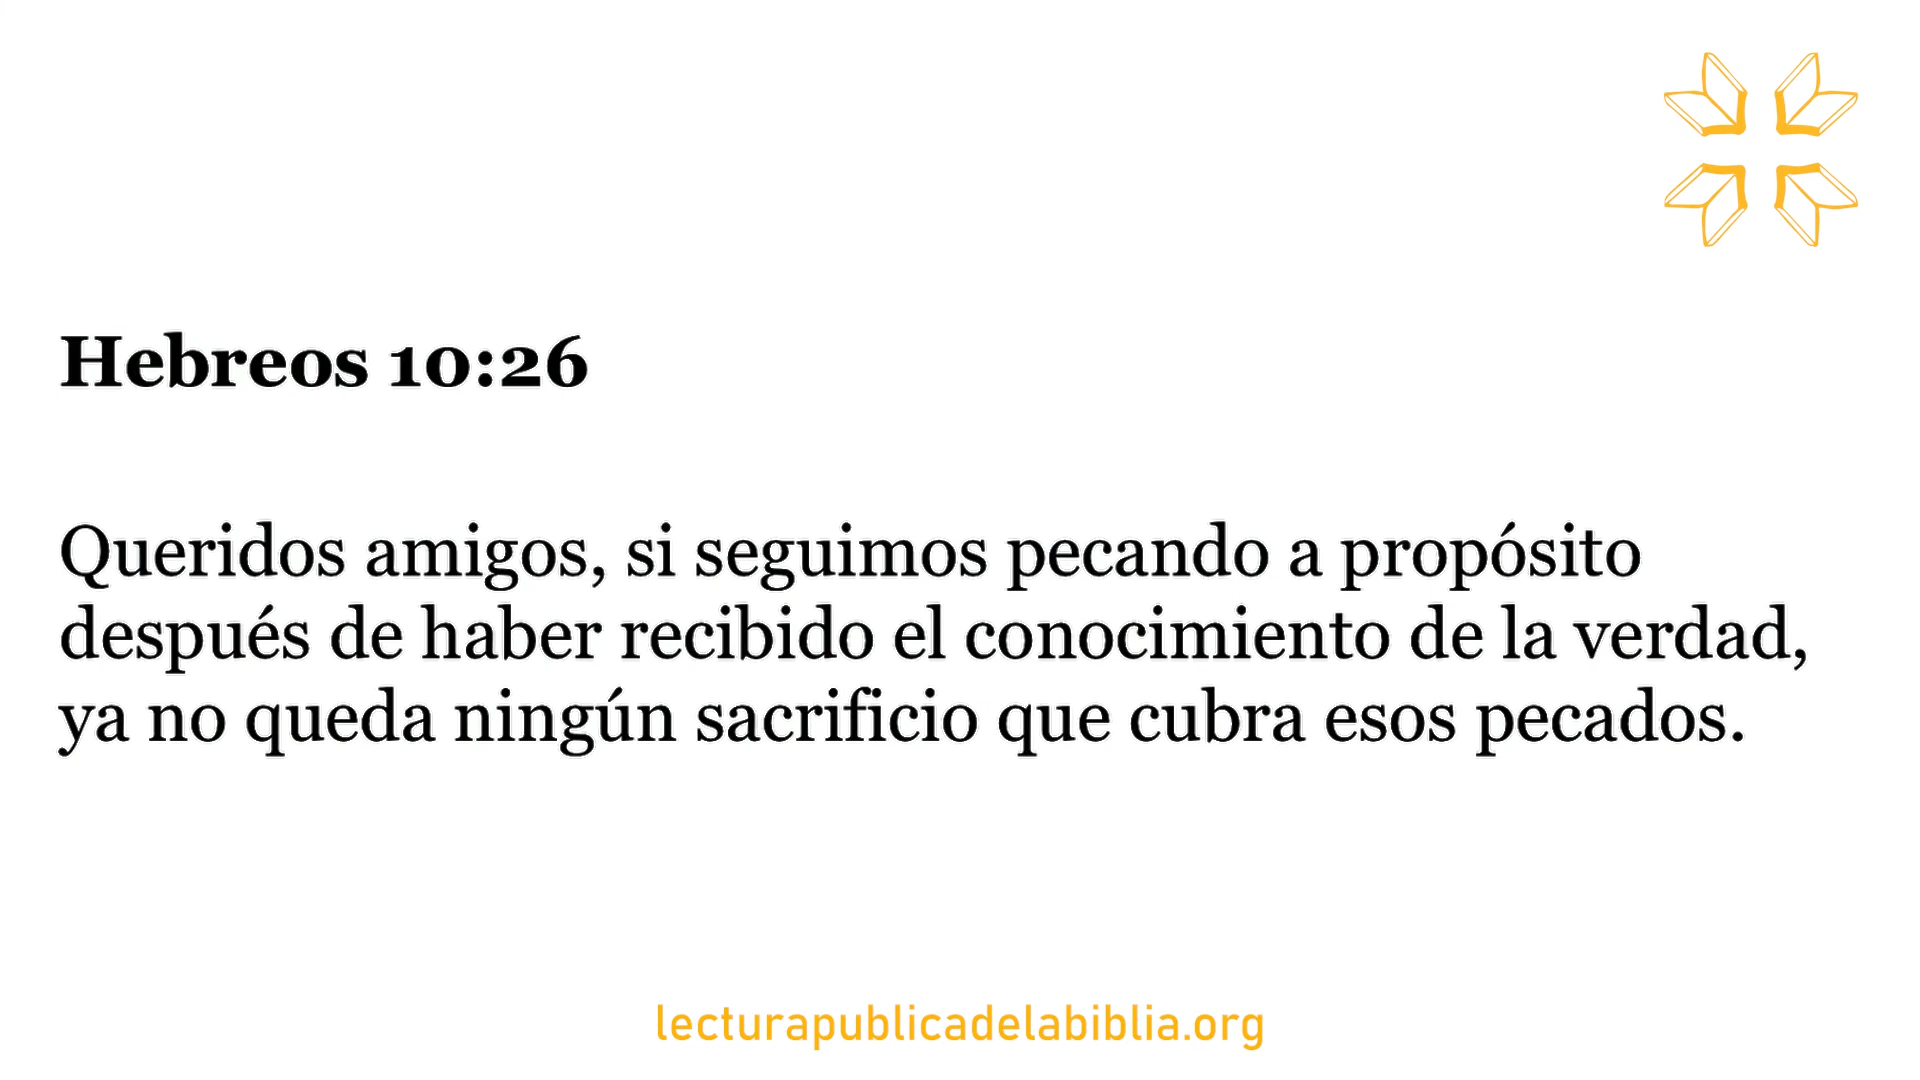 Hebreos 10:26
Queridos amigos, si seguimos pecando a propósito
después de haber recibido el conocimiento de la verdad,
ya no queda ningún sacrificio que cubra esos pecados.
lecturapublicadelabiblia.org